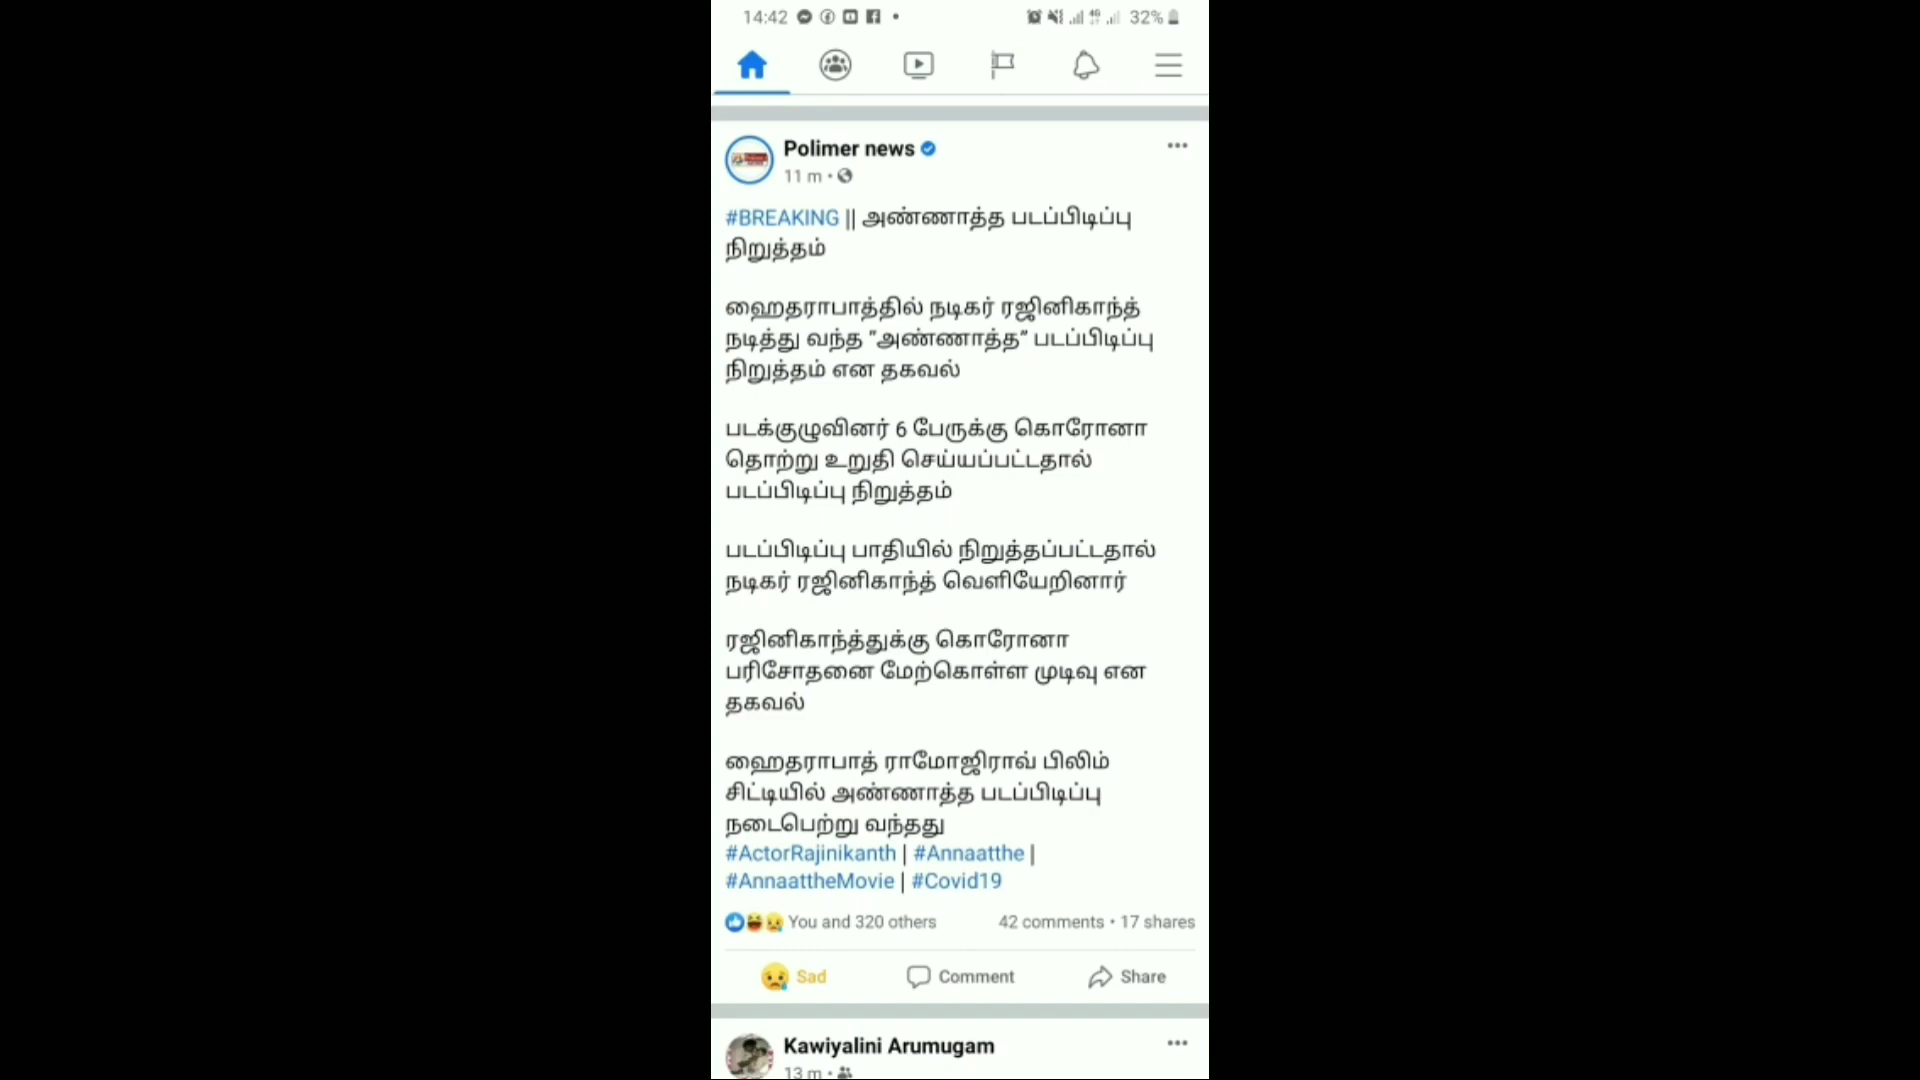 14:42
4G 32%
Polimer news
11 m •
#BREAKING || அண்ணாத்த படப்பிடிப்பு
நிறுத்தம்
ஹைதராபாத்தில் நடிகர் ரஜினிகாந்த்
நடித்து வந்த "அண்ணாத்த” படப்பிடிப்பு
நிறுத்தம் என தகவல்
படக்குழுவினர் 6 பேருக்கு கொரோனா
தொற்று உறுதி செய்யப்பட்டதால்
படப்பிடிப்பு நிறுத்தம்
படப்பிடிப்பு பாதியில் நிறுத்தப்பட்டதால்
நடிகர் ரஜினிகாந்த் வெளியேறினார்
ரஜினிகாந்த்துக்கு கொரோனா
பரிசோதனை மேற்கொள்ள முடிவு என
தகவல்
ஹைதராபாத் ராமோஜிராவ் பிலிம்
சிட்டியில் அண்ணாத்த படப்பிடிப்பு
நடைபெற்று வந்தது
#ActorRajinikanth | #Annaatthe |
#AnnaattheMovie | #Covid19
You and 320 others 42 comments • 17 shares
Sad Comment Share
Kawiyalini Arumugam
13 m •